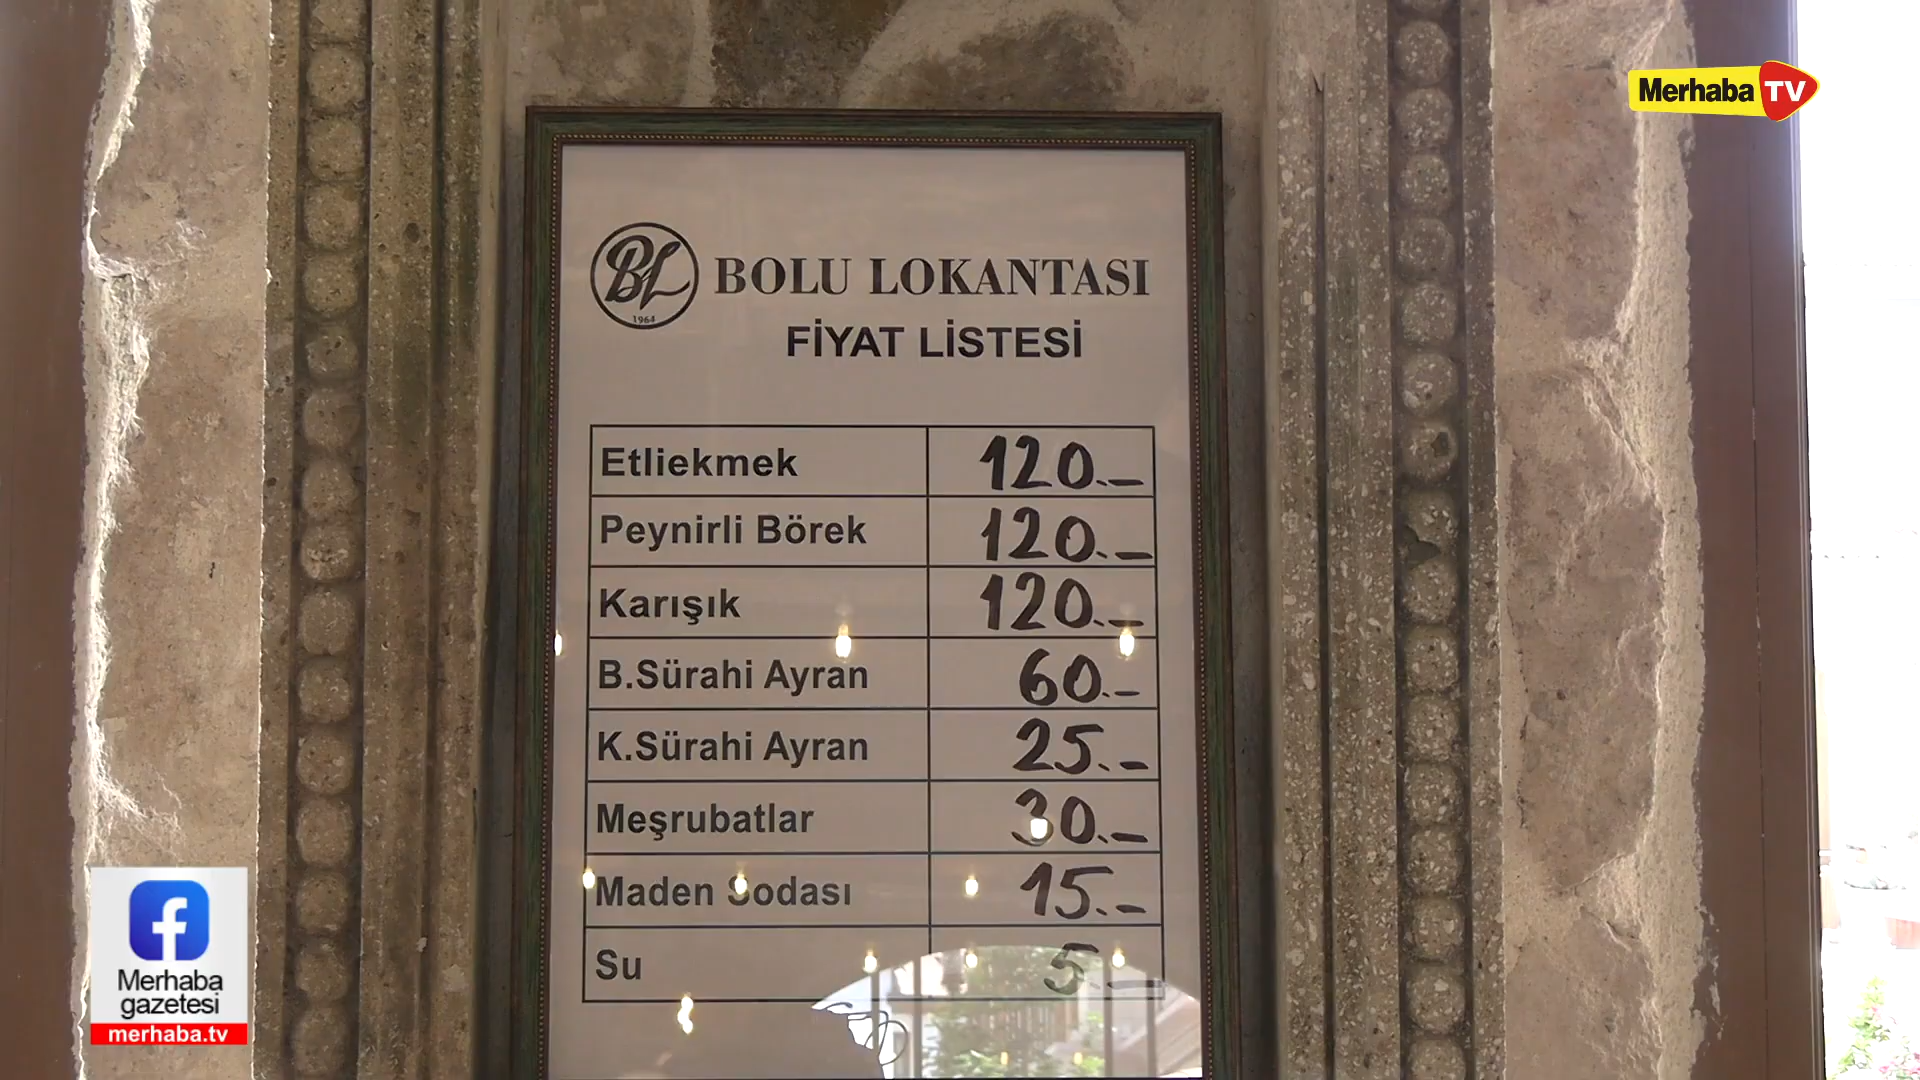 Merhaba TV
BL
1964
BOLU LOKANTASI
FİYAT LİSTESİ
Etliekmek 120.-
Peynirli Börek 120.-
Karışık 120.-
B.Sürahi Ayran 60.-
K.Sürahi Ayran 25.-
Meşrubatlar 30.-
Maden Sodası 15.-
Su 5.-
Merhaba
gazetesi
merhaba.tv